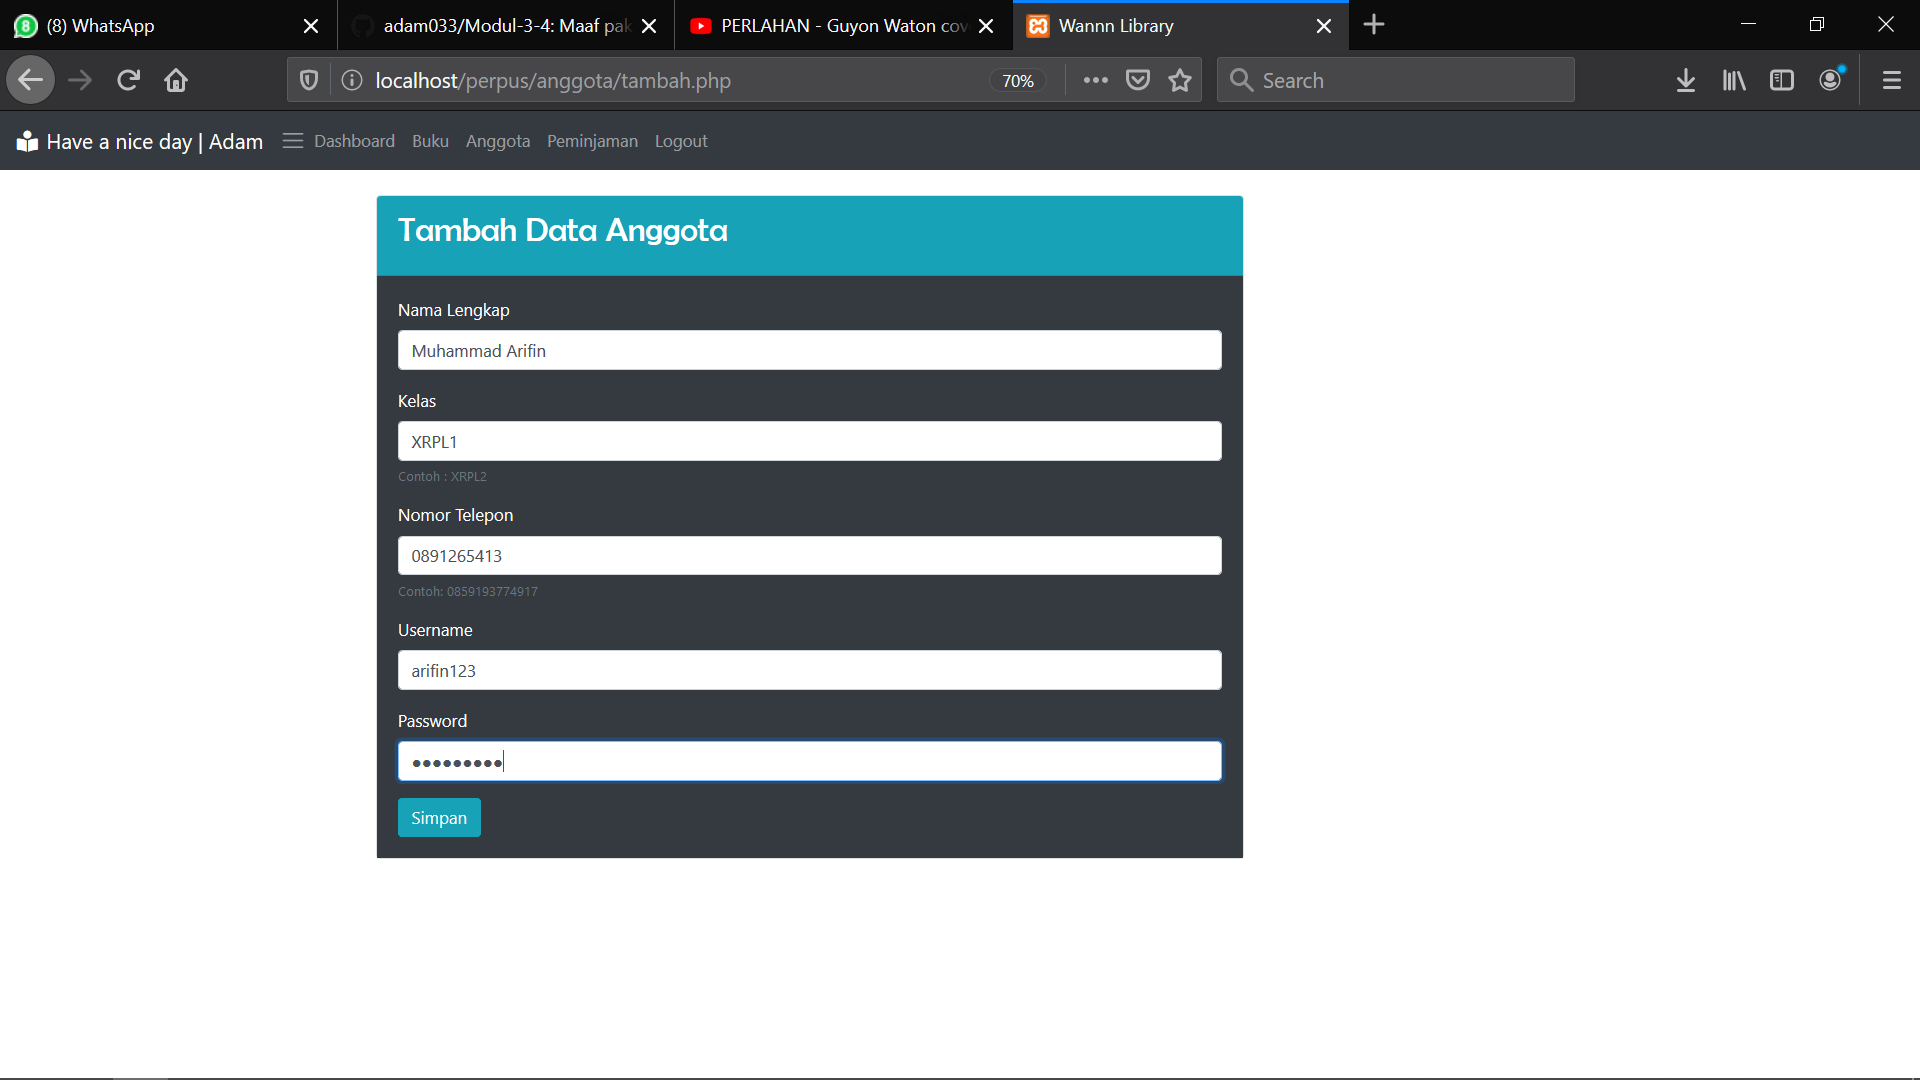 (8) WhatsApp
adam033/Modul-3-4: Maaf pak
PERLAHAN - Guyon Waton cov
Wannn Library
localhost/perpus/anggota/tambah.php
70%
Search
Have a nice day | Adam
Dashboard
Buku
Anggota
Peminjaman
Logout
Tambah Data Anggota
Nama Lengkap
Muhammad Arifin
Kelas
XRPL1
Contoh : XRPL2
Nomor Telepon
0891265413
Contoh: 0859193774917
Username
arifin123
Password
•••••••••
Simpan